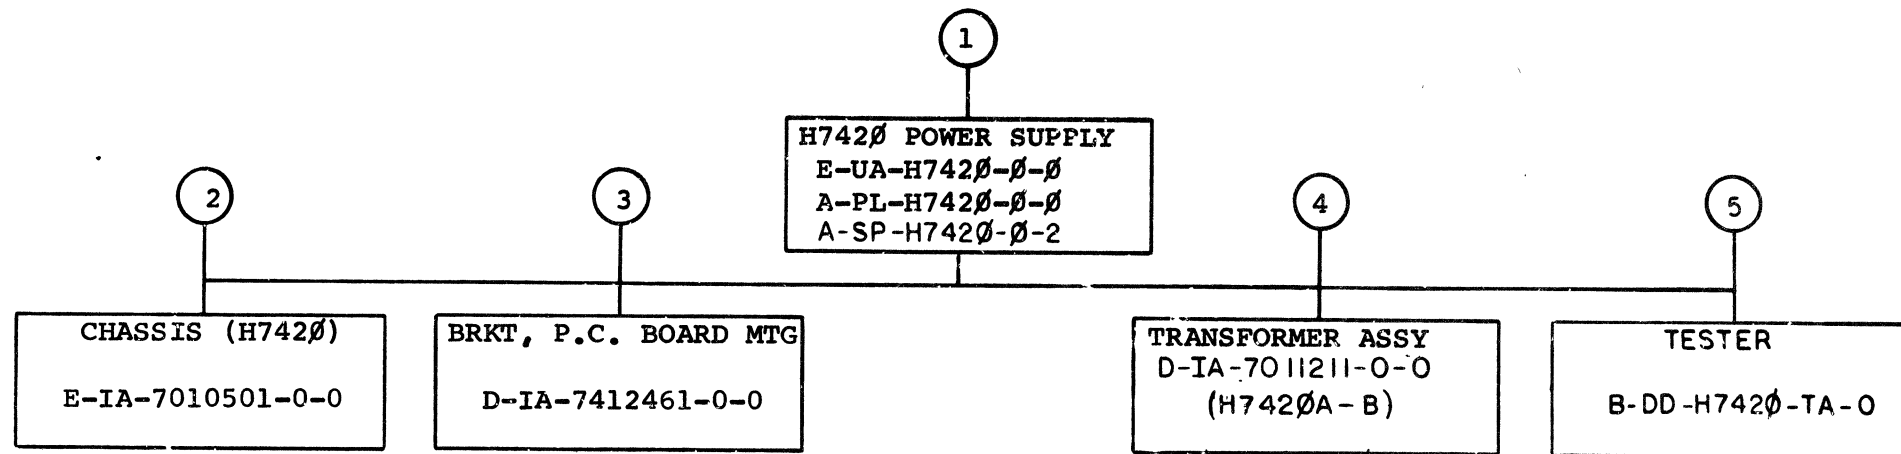 1
H742Ø POWER SUPPLY
E-UA-H742Ø-Ø-Ø
A-PL-H742Ø-Ø-Ø
A-SP-H742Ø-Ø-2
2
3
4
5
CHASSIS (H742Ø)
E-IA-7010501-0-0
BRKT, P.C. BOARD MTG
D-IA-7412461-0-0
TRANSFORMER ASSY
D-IA-7011211-0-0
(H742ØA-B)
TESTER
B-DD-H742Ø-TA-0